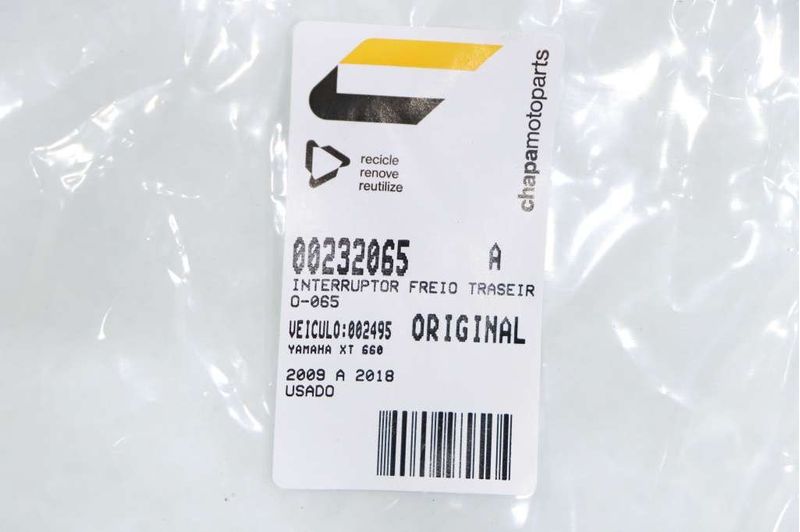 chapamotoparts
recicle
renove
reutilize
00232065 A
INTERRUPTOR FREIO TRASEIR
O-065
VEICULO:002495 ORIGINAL
YAMAHA XT 660
2009 A 2018
USADO